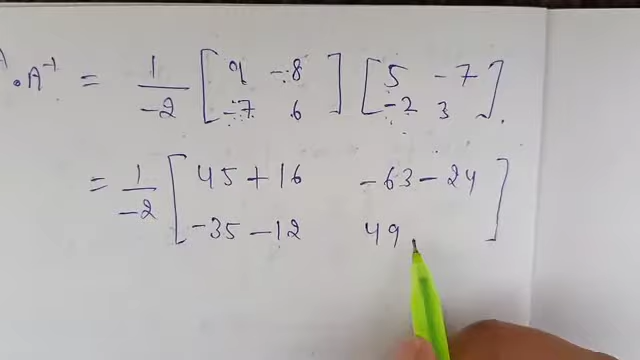 A . A⁻¹ = 1/-2 [ 9 -8 ; -7 6 ] [ 5 -7 ; -2 3 ].
= 1/-2 [ 45+16 -63-24 ; -35-12 49 ]